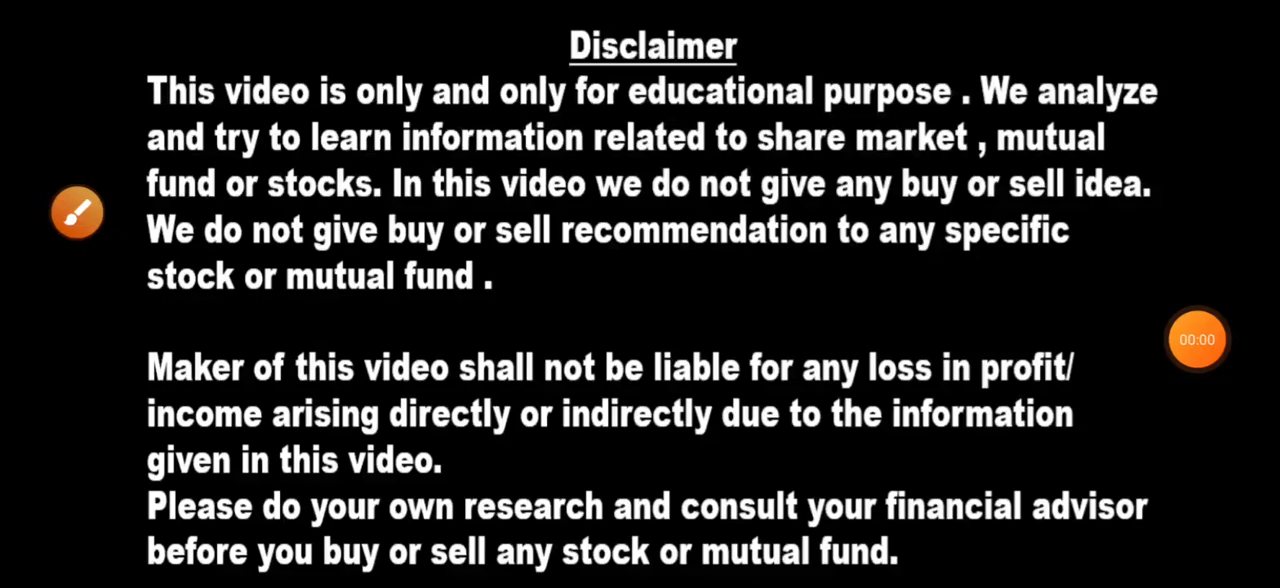 Disclaimer
This video is only and only for educational purpose . We analyze
and try to learn information related to share market , mutual
fund or stocks. In this video we do not give any buy or sell idea.
We do not give buy or sell recommendation to any specific
stock or mutual fund .
00:00
Maker of this video shall not be liable for any loss in profit/
income arising directly or indirectly due to the information
given in this video.
Please do your own research and consult your financial advisor
before you buy or sell any stock or mutual fund.